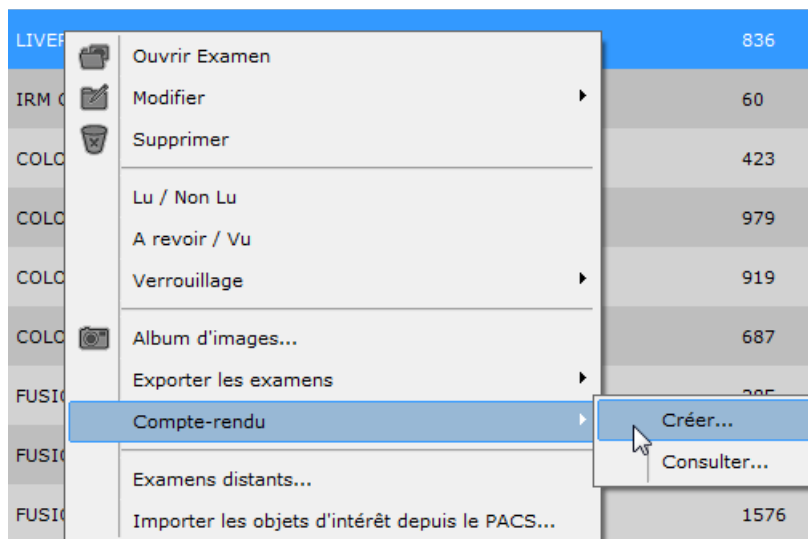 LIVER 836
Ouvrir Examen
IRM 60
Modifier
Supprimer
COLO 423
Lu / Non Lu
COLO 979
A revoir / Vu
COLO 919
Verrouillage
COLO 687
Album d'images...
Exporter les examens
FUSIO
Compte-rendu
Créer...
FUSIO
Consulter...
Examens distants...
FUSIO 1576
Importer les objets d'intérêt depuis le PACS...